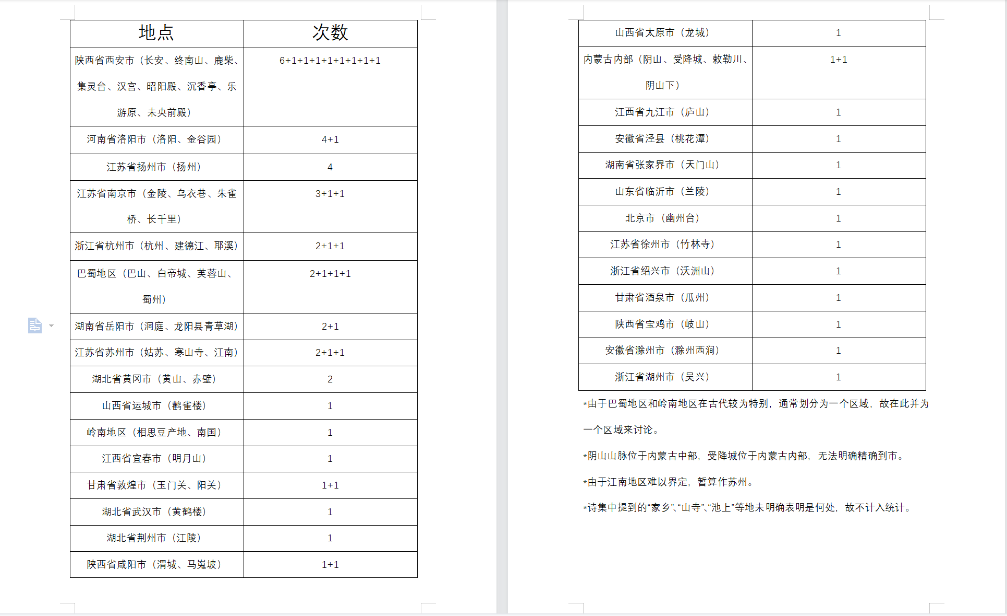 地点 次数
陕西省西安市（长安、终南山、鹿柴、 6+1+1+1+1+1+1+1+1
集灵台、汉宫、昭阳殿、沉香亭、乐
游原、未央前殿）
河南省洛阳市（洛阳、金谷园） 4+1
江苏省扬州市（扬州） 4
江苏省南京市（金陵、乌衣巷、朱雀 3+1+1
桥、长千里）
浙江省杭州市（杭州、建德江、耶溪） 2+1+1
巴蜀地区（巴山、白帝城、芙蓉山、 2+1+1+1
蜀州）
湖南省岳阳市（洞庭、龙阳县青草湖） 2+1
江苏省苏州市（姑苏、寒山寺、江南） 2+1+1
湖北省黄冈市（黄山、赤壁） 2
山西省运城市（鹳雀楼） 1
岭南地区（相思豆产地、南国） 1
江西省宜春市（明月山） 1
甘肃省敦煌市（玉门关、阳关） 1+1
湖北省武汉市（黄鹤楼） 1
湖北省荆州市（江陵） 1
陕西省咸阳市（渭城、马嵬坡） 1+1
山西省太原市（龙城） 1
内蒙古内部（阴山、受降城、敕勒川、 1+1
阴山下）
江西省九江市（庐山） 1
安徽省泾县（桃花潭） 1
湖南省张家界市（天门山） 1
山东省临沂市（兰陵） 1
北京市（幽州台） 1
江苏省徐州市（竹林寺） 1
浙江省绍兴市（沃洲山） 1
甘肃省酒泉市（瓜州） 1
陕西省宝鸡市（岐山） 1
安徽省滁州市（滁州西涧） 1
浙江省湖州市（吴兴） 1
*由于巴蜀地区和岭南地区在古代较为特别，通常划分为一个区域，故在此并为
一个区域来讨论。
*阴山山脉位于内蒙古中部，受降城位于内蒙古内部，无法明确精确到市。
*由于江南地区难以界定，暂算作苏州。
*诗集中提到的“家乡”、“山寺”、“池上”等地未明确表明是何处，故不计入统计。